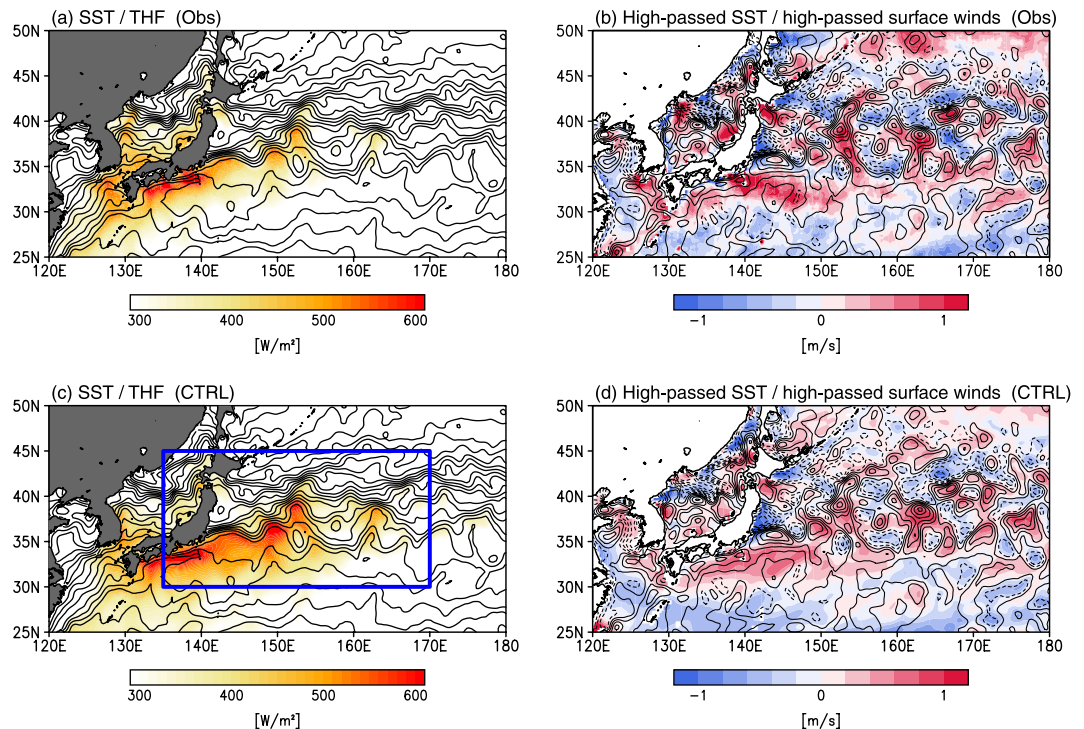 (a) SST / THF (Obs)
50N
45N
40N
35N
30N
25N
120E 130E 140E 150E 160E 170E 180
300 400 500 600
[W/m²]
(b) High-passed SST / high-passed surface winds (Obs)
50N
45N
40N
35N
30N
25N
120E 130E 140E 150E 160E 170E 180
−1 0 1
[m/s]
(c) SST / THF (CTRL)
50N
45N
40N
35N
30N
25N
120E 130E 140E 150E 160E 170E 180
300 400 500 600
[W/m²]
(d) High-passed SST / high-passed surface winds (CTRL)
50N
45N
40N
35N
30N
25N
120E 130E 140E 150E 160E 170E 180
−1 0 1
[m/s]